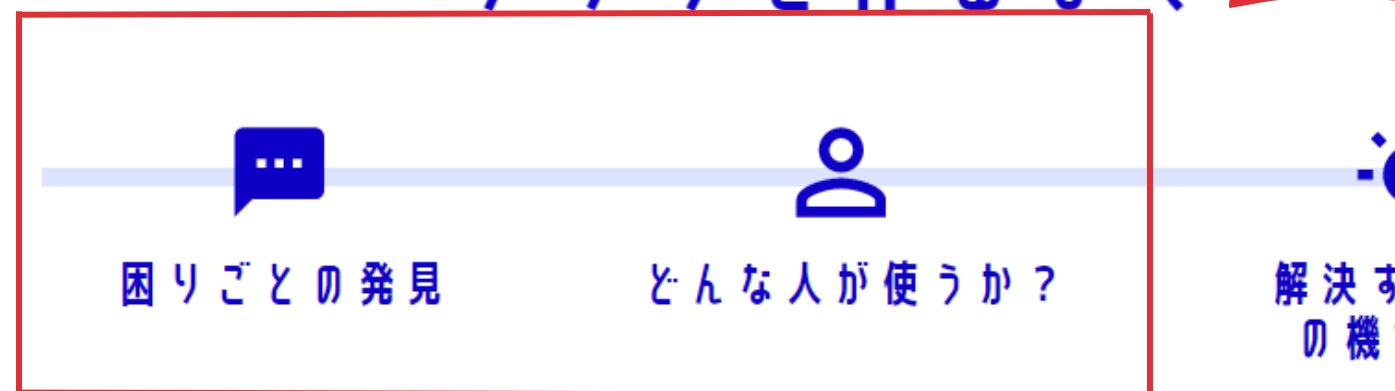 困りごとの発見
どんな人が使うか？
解決す
の機